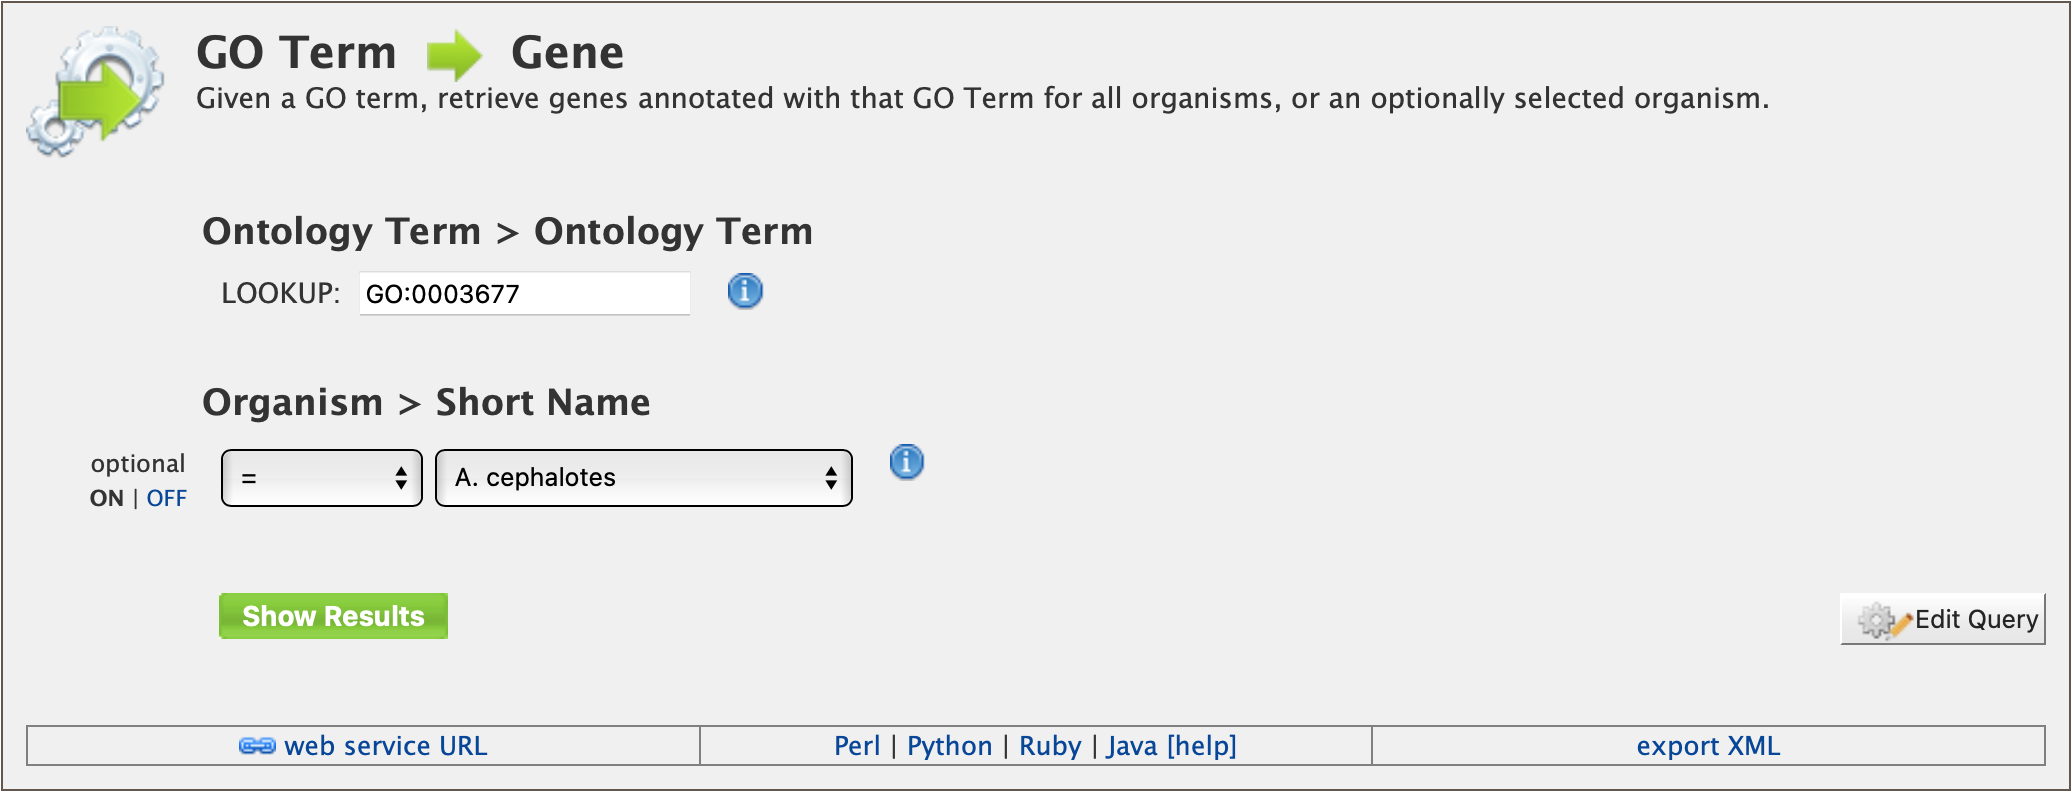 GO Term Gene
Given a GO term, retrieve genes annotated with that GO Term for all organisms, or an optionally selected organism.
Ontology Term > Ontology Term
LOOKUP: GO:0003677
Organism > Short Name
optional
ON | OFF
= A. cephalotes
Show Results
Edit Query
web service URL
Perl | Python | Ruby | Java [help]
export XML